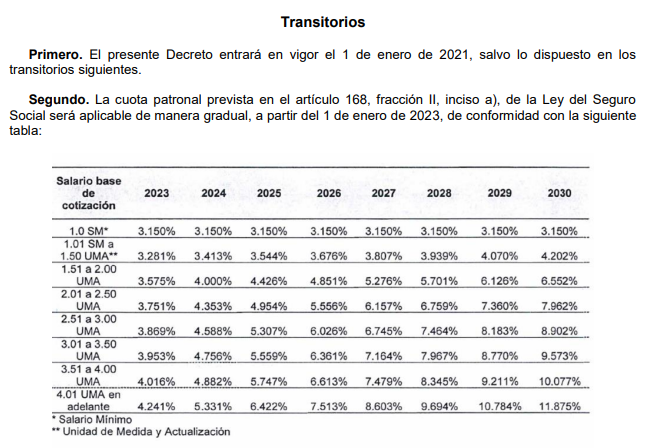 Transitorios
Primero. El presente Decreto entrará en vigor el 1 de enero de 2021, salvo lo dispuesto en los
transitorios siguientes.
Segundo. La cuota patronal prevista en el artículo 168, fracción II, inciso a), de la Ley del Seguro
Social será aplicable de manera gradual, a partir del 1 de enero de 2023, de conformidad con la siguiente
tabla:
Salario base
de
cotización 2023 2024 2025 2026 2027 2028 2029 2030
1.0 SM* 3.150% 3.150% 3.150% 3.150% 3.150% 3.150% 3.150% 3.150%
1.01 SM a
1.50 UMA** 3.281% 3.413% 3.544% 3.676% 3.807% 3.939% 4.070% 4.202%
1.51 a 2.00
UMA 3.575% 4.000% 4.426% 4.851% 5.276% 5.701% 6.126% 6.552%
2.01 a 2.50
UMA 3.751% 4.353% 4.954% 5.556% 6.157% 6.759% 7.360% 7.962%
2.51 a 3.00
UMA 3.869% 4.588% 5.307% 6.026% 6.745% 7.464% 8.183% 8.902%
3.01 a 3.50
UMA 3.953% 4.756% 5.559% 6.361% 7.164% 7.967% 8.770% 9.573%
3.51 a 4.00
UMA 4.016% 4.882% 5.747% 6.613% 7.479% 8.345% 9.211% 10.077%
4.01 UMA en
adelante 4.241% 5.331% 6.422% 7.513% 8.603% 9.694% 10.784% 11.875%
* Salario Mínimo
** Unidad de Medida y Actualización